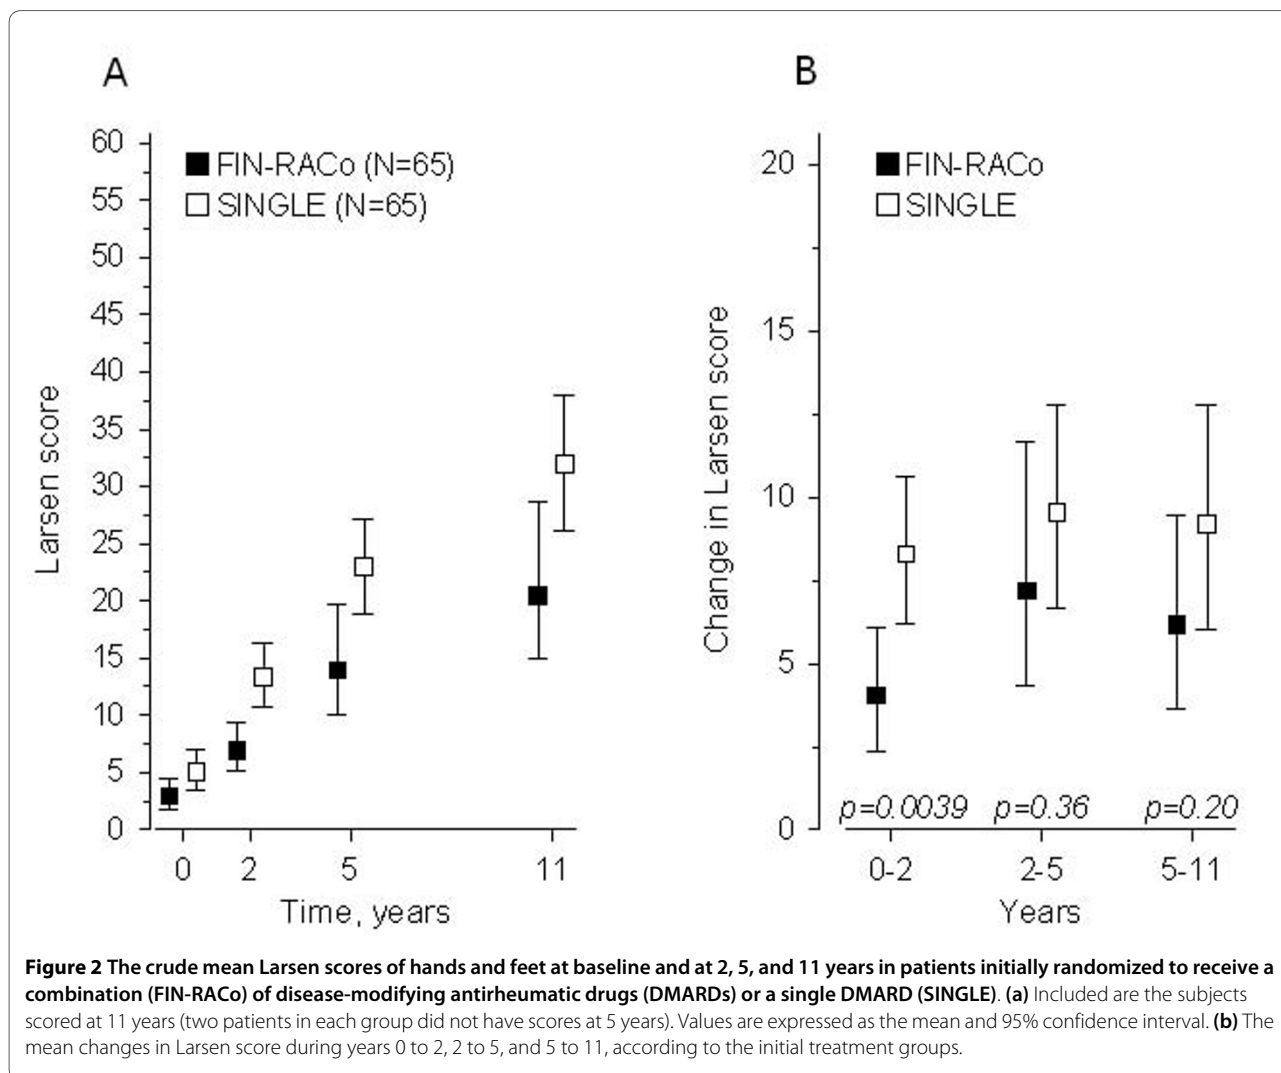 A
60
55
50
45
40
35
30
25
20
15
10
5
0
Larsen score
FIN-RACo (N=65)
SINGLE (N=65)
0 2 5 11
Time, years
B
20
15
10
5
0
Change in Larsen score
FIN-RACo
SINGLE
p=0.0039 p=0.36 p=0.20
0-2 2-5 5-11
Years
Figure 2 The crude mean Larsen scores of hands and feet at baseline and at 2, 5, and 11 years in patients initially randomized to receive a
combination (FIN-RACo) of disease-modifying antirheumatic drugs (DMARDs) or a single DMARD (SINGLE). (a) Included are the subjects
scored at 11 years (two patients in each group did not have scores at 5 years). Values are expressed as the mean and 95% confidence interval. (b) The
mean changes in Larsen score during years 0 to 2, 2 to 5, and 5 to 11, according to the initial treatment groups.